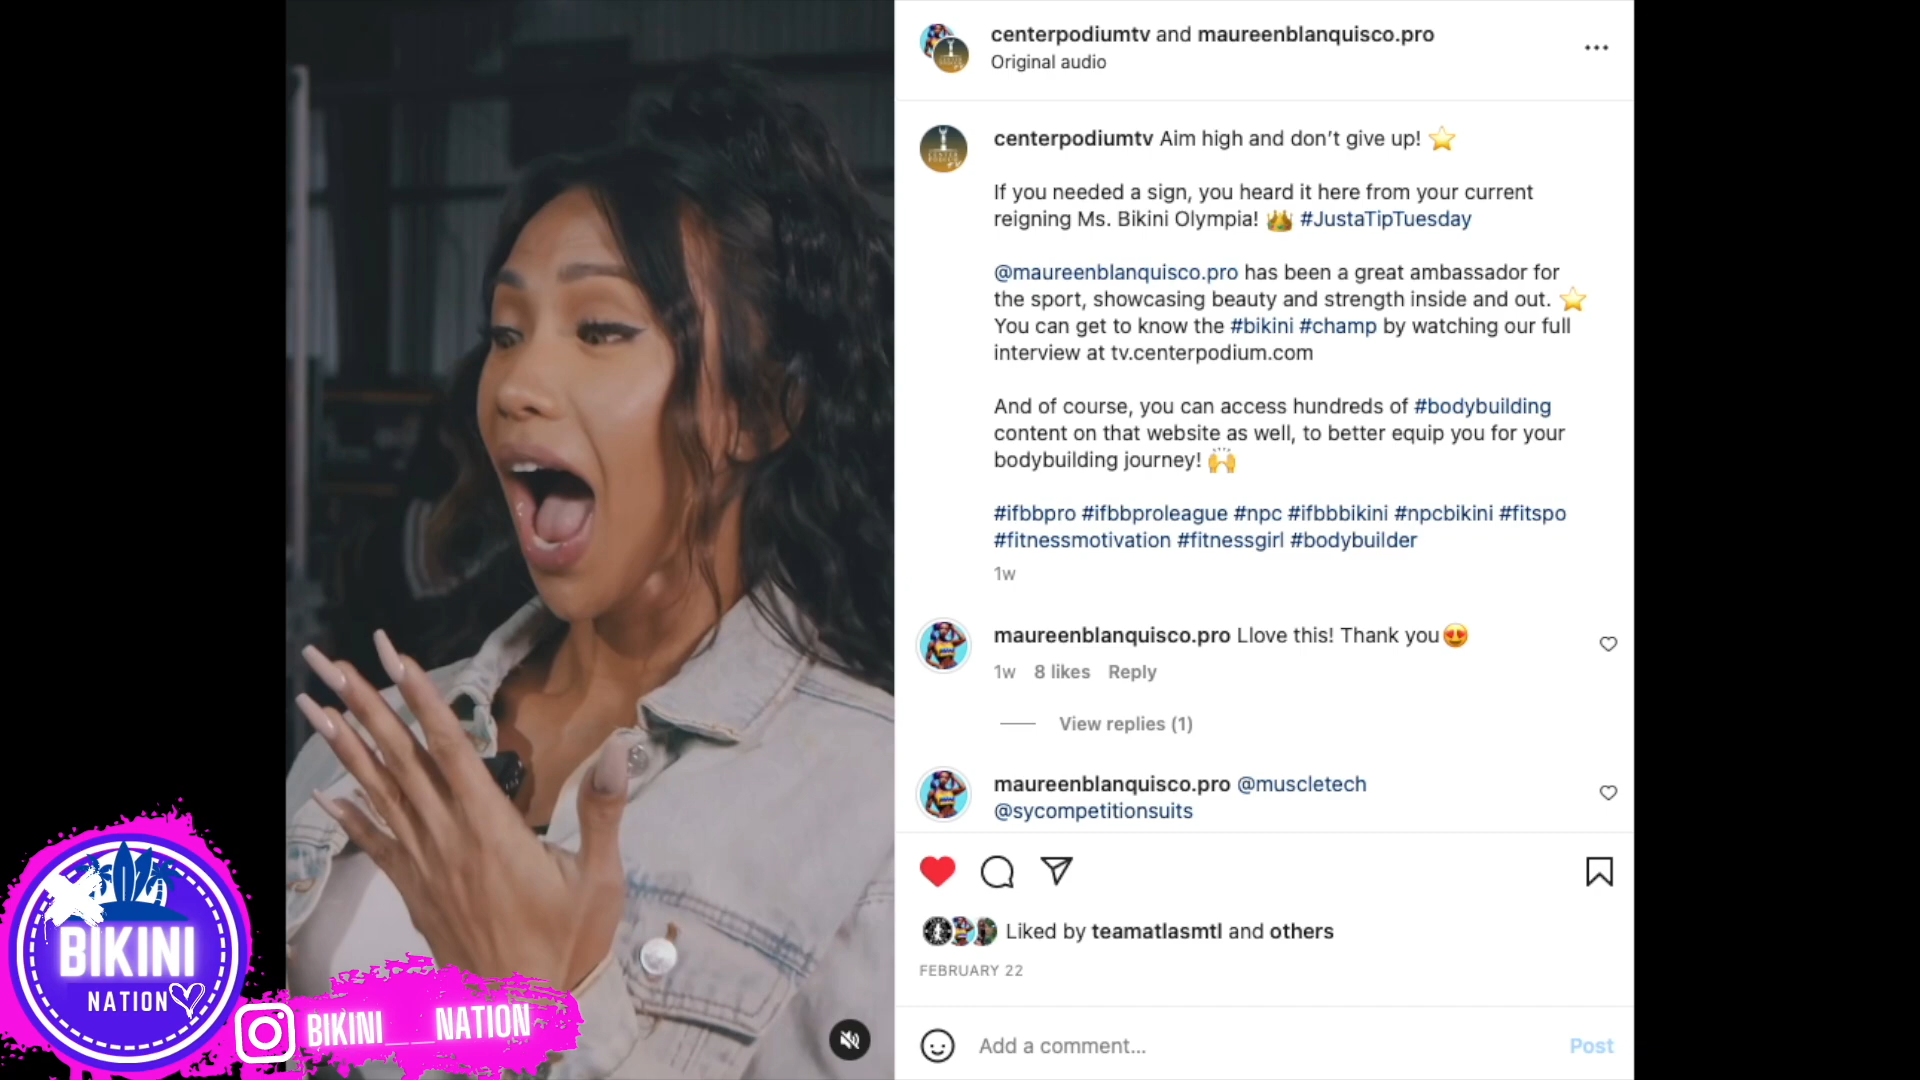 centerpodiumtv and maureenblanquisco.pro
Original audio
centerpodiumtv Aim high and don't give up! ⭐
If you needed a sign, you heard it here from your current
reigning Ms. Bikini Olympia! 👑 #JustaTipTuesday
@maureenblanquisco.pro has been a great ambassador for
the sport, showcasing beauty and strength inside and out. ⭐
You can get to know the #bikini #champ by watching our full
interview at tv.centerpodium.com
And of course, you can access hundreds of #bodybuilding
content on that website as well, to better equip you for your
bodybuilding journey! 🙌
#ifbbpro #ifbbproleague #npc #ifbbbikini #npcbikini #fitspo
#fitnessmotivation #fitnessgirl #bodybuilder
1w
maureenblanquisco.pro Llove this! Thank you😍
1w 8 likes Reply
View replies (1)
maureenblanquisco.pro @muscletech
@sycompetitionsuits
Liked by teamatlasmtl and others
FEBRUARY 22
Add a comment... Post
BIKINI
NATION
BIKINI__NATION